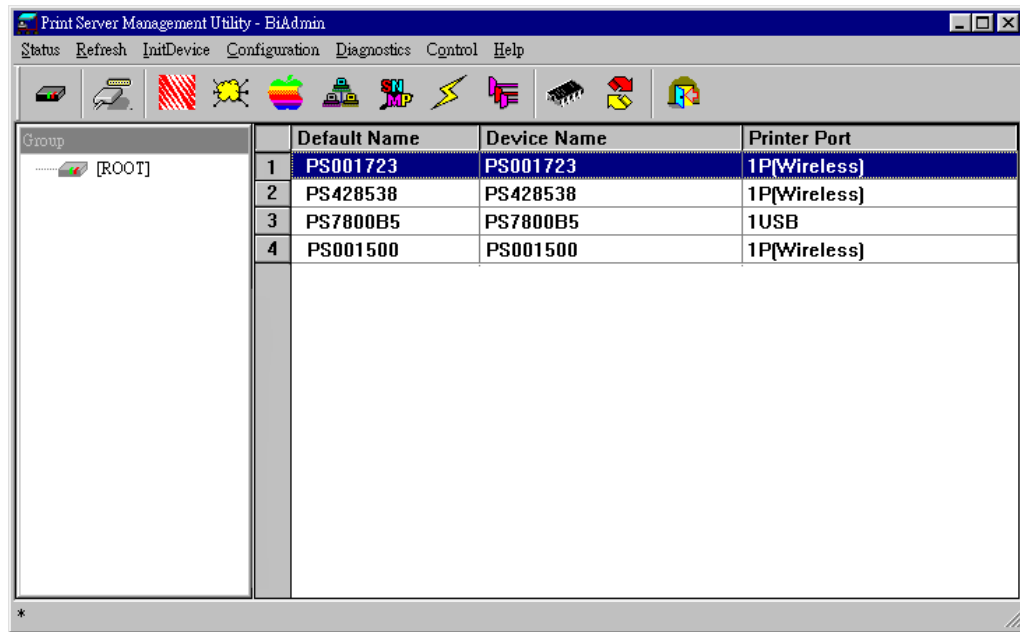 Print Server Management Utility - BiAdmin
Status Refresh InitDevice Configuration Diagnostics Control Help
SNMP
Group
[ROOT]
Default Name Device Name Printer Port
1 PS001723 PS001723 1P(Wireless)
2 PS428538 PS428538 1P(Wireless)
3 PS7800B5 PS7800B5 1USB
4 PS001500 PS001500 1P(Wireless)
*